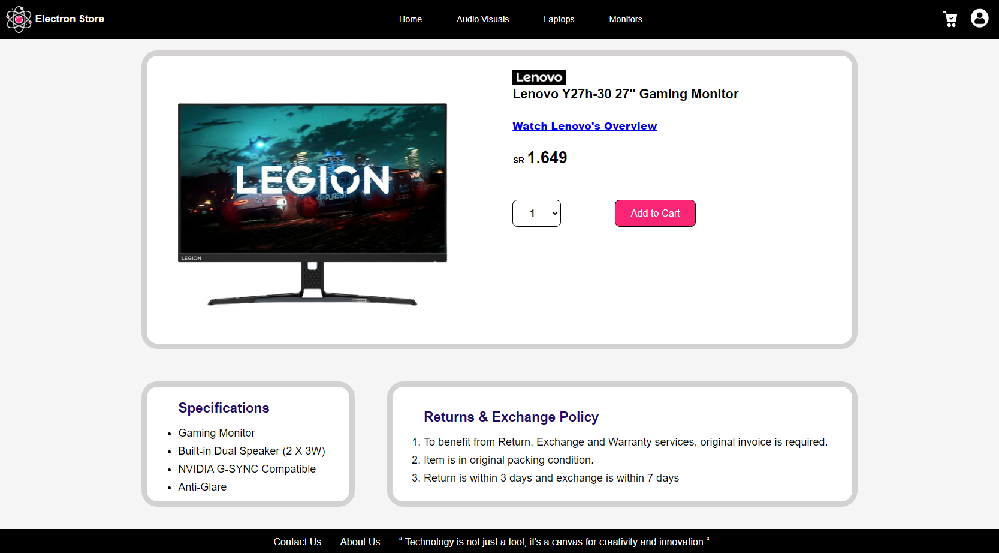 Electron Store
Home Audio Visuals Laptops Monitors
Lenovo
Lenovo Y27h-30 27" Gaming Monitor
Watch Lenovo's Overview
SR 1.649
1
Add to Cart
LEGION
PURSUIT
LEGION
Lenovo
Specifications
• Gaming Monitor
• Built-in Dual Speaker (2 X 3W)
• NVIDIA G-SYNC Compatible
• Anti-Glare
Returns & Exchange Policy
1. To benefit from Return, Exchange and Warranty services, original invoice is required.
2. Item is in original packing condition.
3. Return is within 3 days and exchange is within 7 days
Contact Us About Us “ Technology is not just a tool, it's a canvas for creativity and innovation “